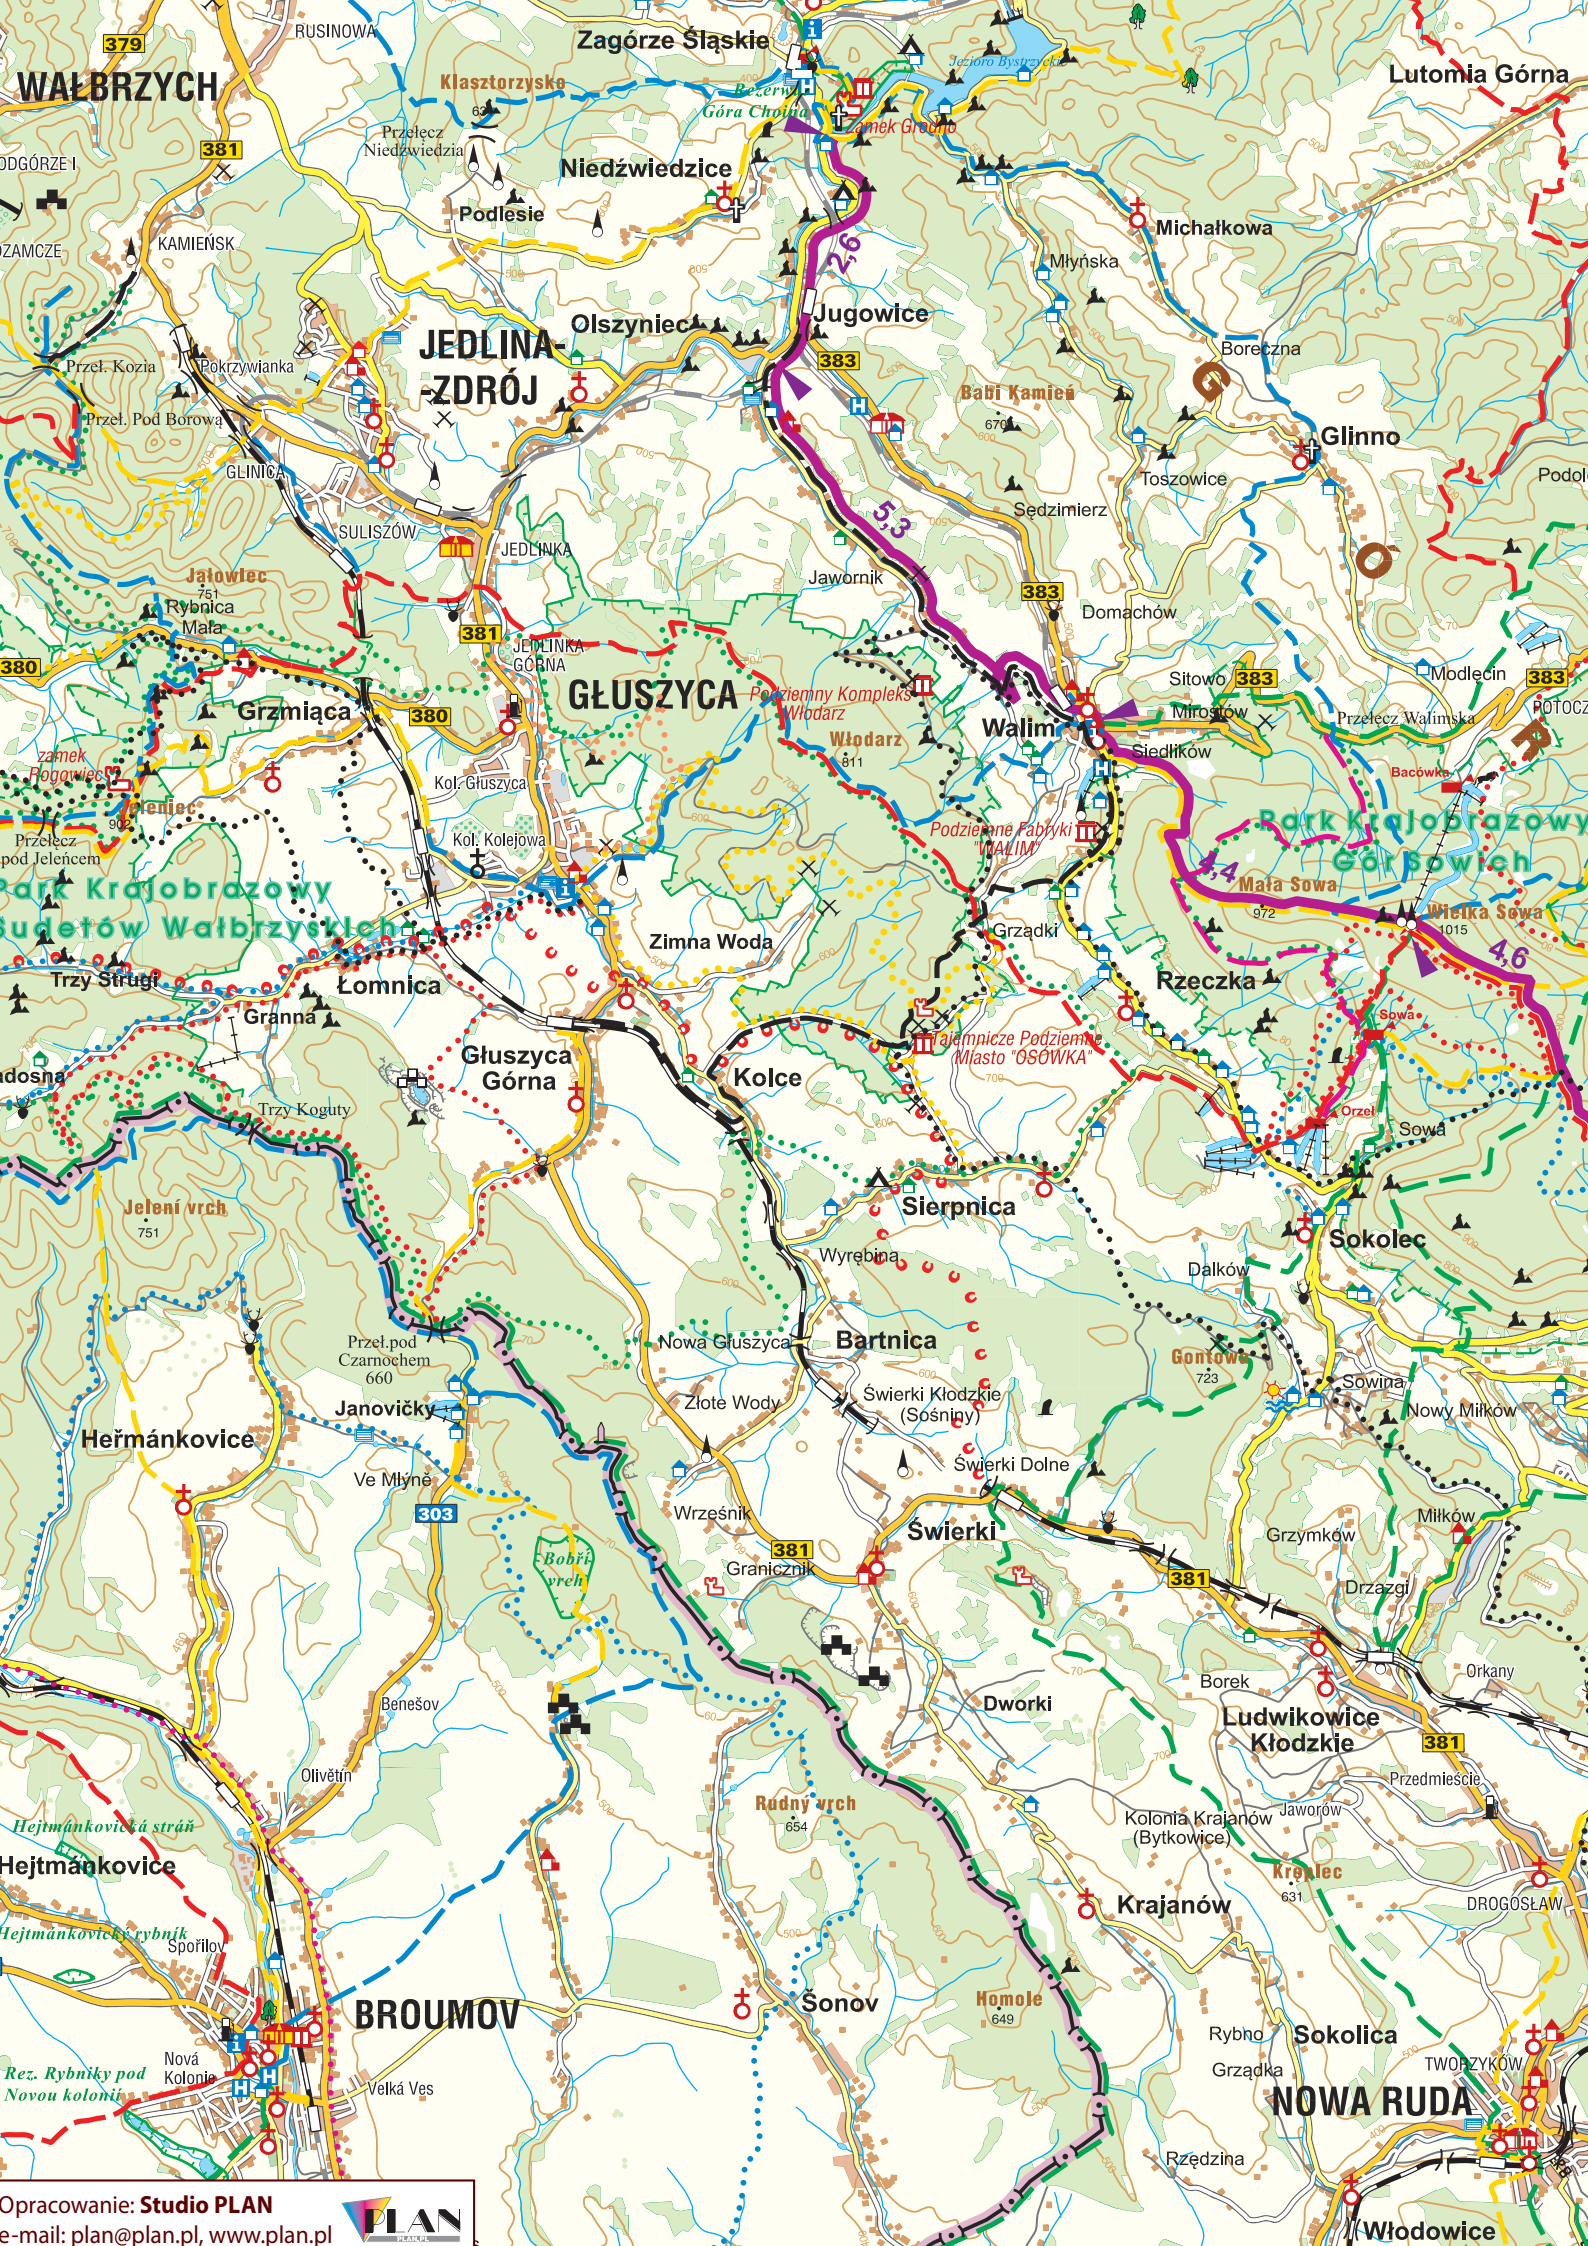 379
RUSINOWA
Zagórze Śląskie
Jezioro Bystrzyckie
Lutomia Górna
WAŁBRZYCH
Klasztorzysko
Góra Choina
Zamek Grodno
Przełęcz
Niedźwiedzia
381
Niedźwiedzice
Podlesie
Michałkowa
KAMIEŃSK
Młyńska
2,6
Jugowice
Olszyniec
JEDLINA-
-ZDRÓJ
383
Boreczna
Przeł. Kozia
Pokrzywianka
Babi Kamień
670
G
Przeł. Pod Borową
Glinno
GLINICA
Toszowice
SULISZÓW
5,3
Sędzimierz
JEDLINKA
Ó
Jałowiec
751
Jawornik
383
Domachów
Rybnica
Mała
381
JEDLINKA
GÓRNA
380
Sitowo
383
Modlęcin
383
GŁUSZYCA
Podziemny Kompleks
Włodarz
Grzmiąca
380
Mirostów
Przełęcz Walimska
R
Walim
Włodarz
811
Siedlików
zamek
Rogowiec
Bacówka
Kol. Głuszyca
Jeleniec
902
Podziemne Fabryki
"WALIM"
Park Krajobrazowy
Gór Sowich
Przełęcz
pod Jeleńcem
Kol. Kolejowa
4,4
Mała Sowa
972
Park Krajobrazowy
Sudetów Wałbrzyskich
Wielka Sowa
1015
Grządki
Zimna Woda
4,6
Trzy Strugi
Łomnica
Rzeczka
Granna
Sowa
Tajemnicze Podziemne
Miasto "OSÓWKA"
Głuszyca
Górna
Kolce
Trzy Koguty
Orzeł
Sowa
Jelení vrch
751
Sierpnica
Sokolec
Wyrębina
Dalków
Przeł.pod
Czarnochem
660
Nowa Głuszyca
Bartnica
Gontowa
723
Sowina
Janovičky
Złote Wody
Świerki Kłodzkie
(Sośniny)
Nowy Miłków
Heřmánkovice
Ve Mlýně
Świerki Dolne
303
Wrześnik
Świerki
Miłków
Grzymków
381
Bobří
vrch
Granicznik
381
Drzazgi
Dworki
Borek
Orkany
Benešov
Ludwikowice
Kłodzkie
381
Olivětín
Przedmieście
Rudný vrch
654
Jaworów
Kolonia Krajanów
(Bytkowice)
Hejtmánkovická stráň
Hejtmánkovice
631
Krajanów
DROGOSŁAW
Hejtmánkovický rybník
Spořilov
BROUMOV
Šonov
Homole
649
Rybno
Sokolica
Grządka
TWORZYKÓW
Rez. Rybniky pod
Novou kolonií
Nová
Kolonie
Velká Ves
NOWA RUDA
Rzędzina
Włodowice
Opracowanie: Studio PLAN
e-mail: plan@plan.pl, www.plan.pl
PLAN
PLAN.PL